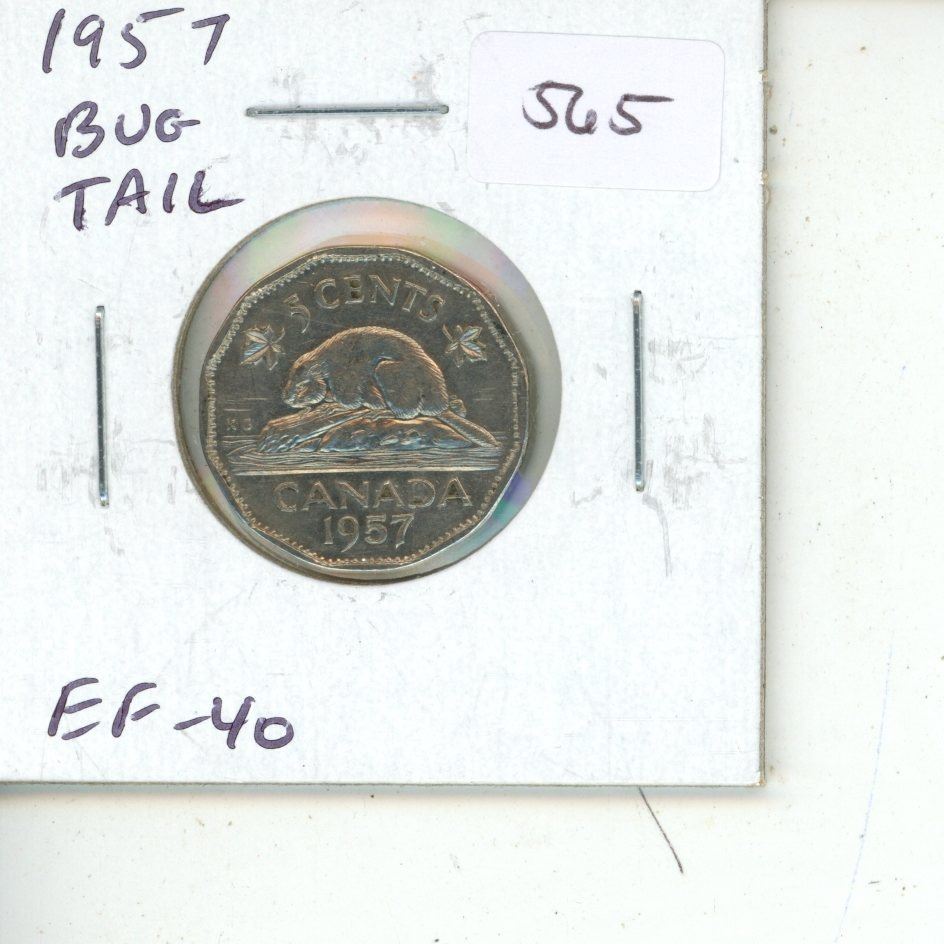 1957
BUG
TAIL
565
5 CENTS
KG
CANADA
1957
EF-40